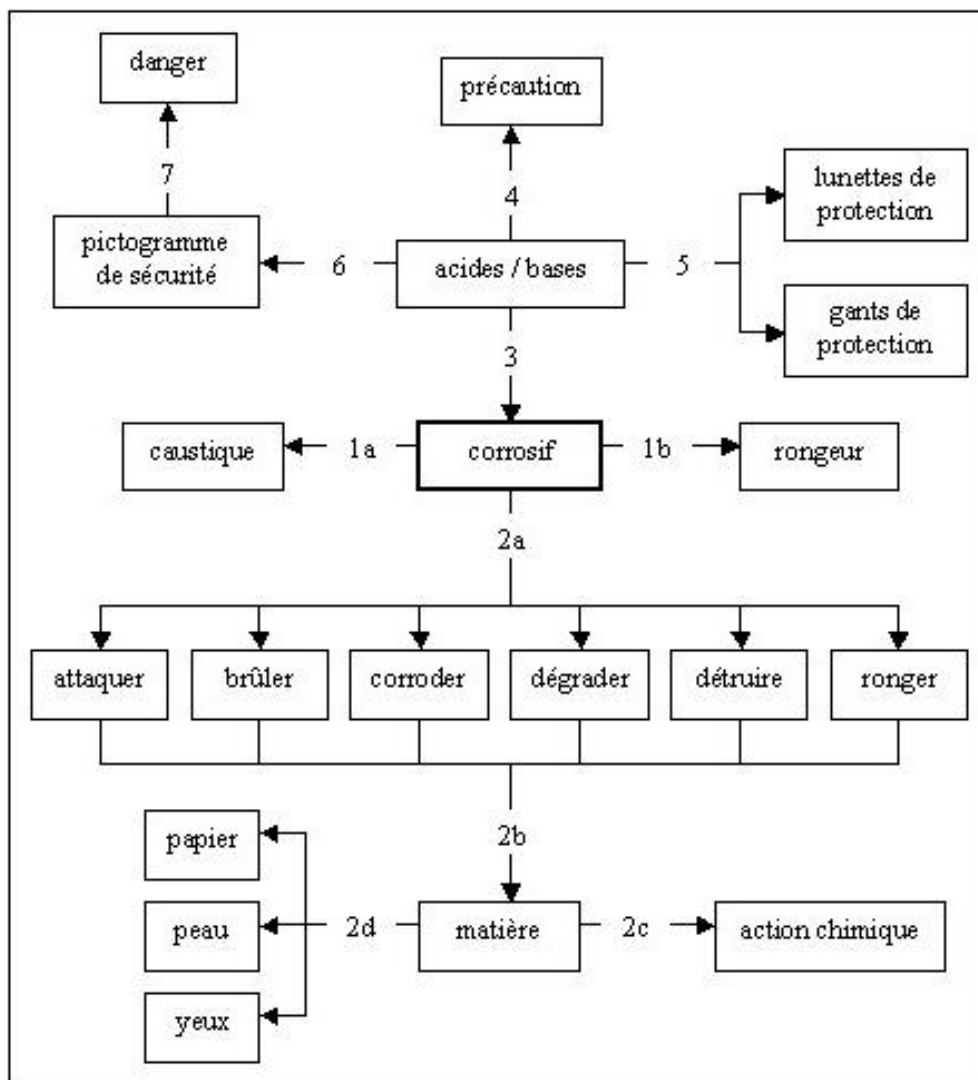 danger
précaution
7
lunettes de
protection
4
pictogramme
de sécurité
6
acides / bases
5
gants de
protection
3
caustique
1a
corrosif
1b
rongeur
2a
attaquer
brûler
corroder
dégrader
détruire
ronger
papier
2b
peau
2d
matière
2c
action chimique
yeux